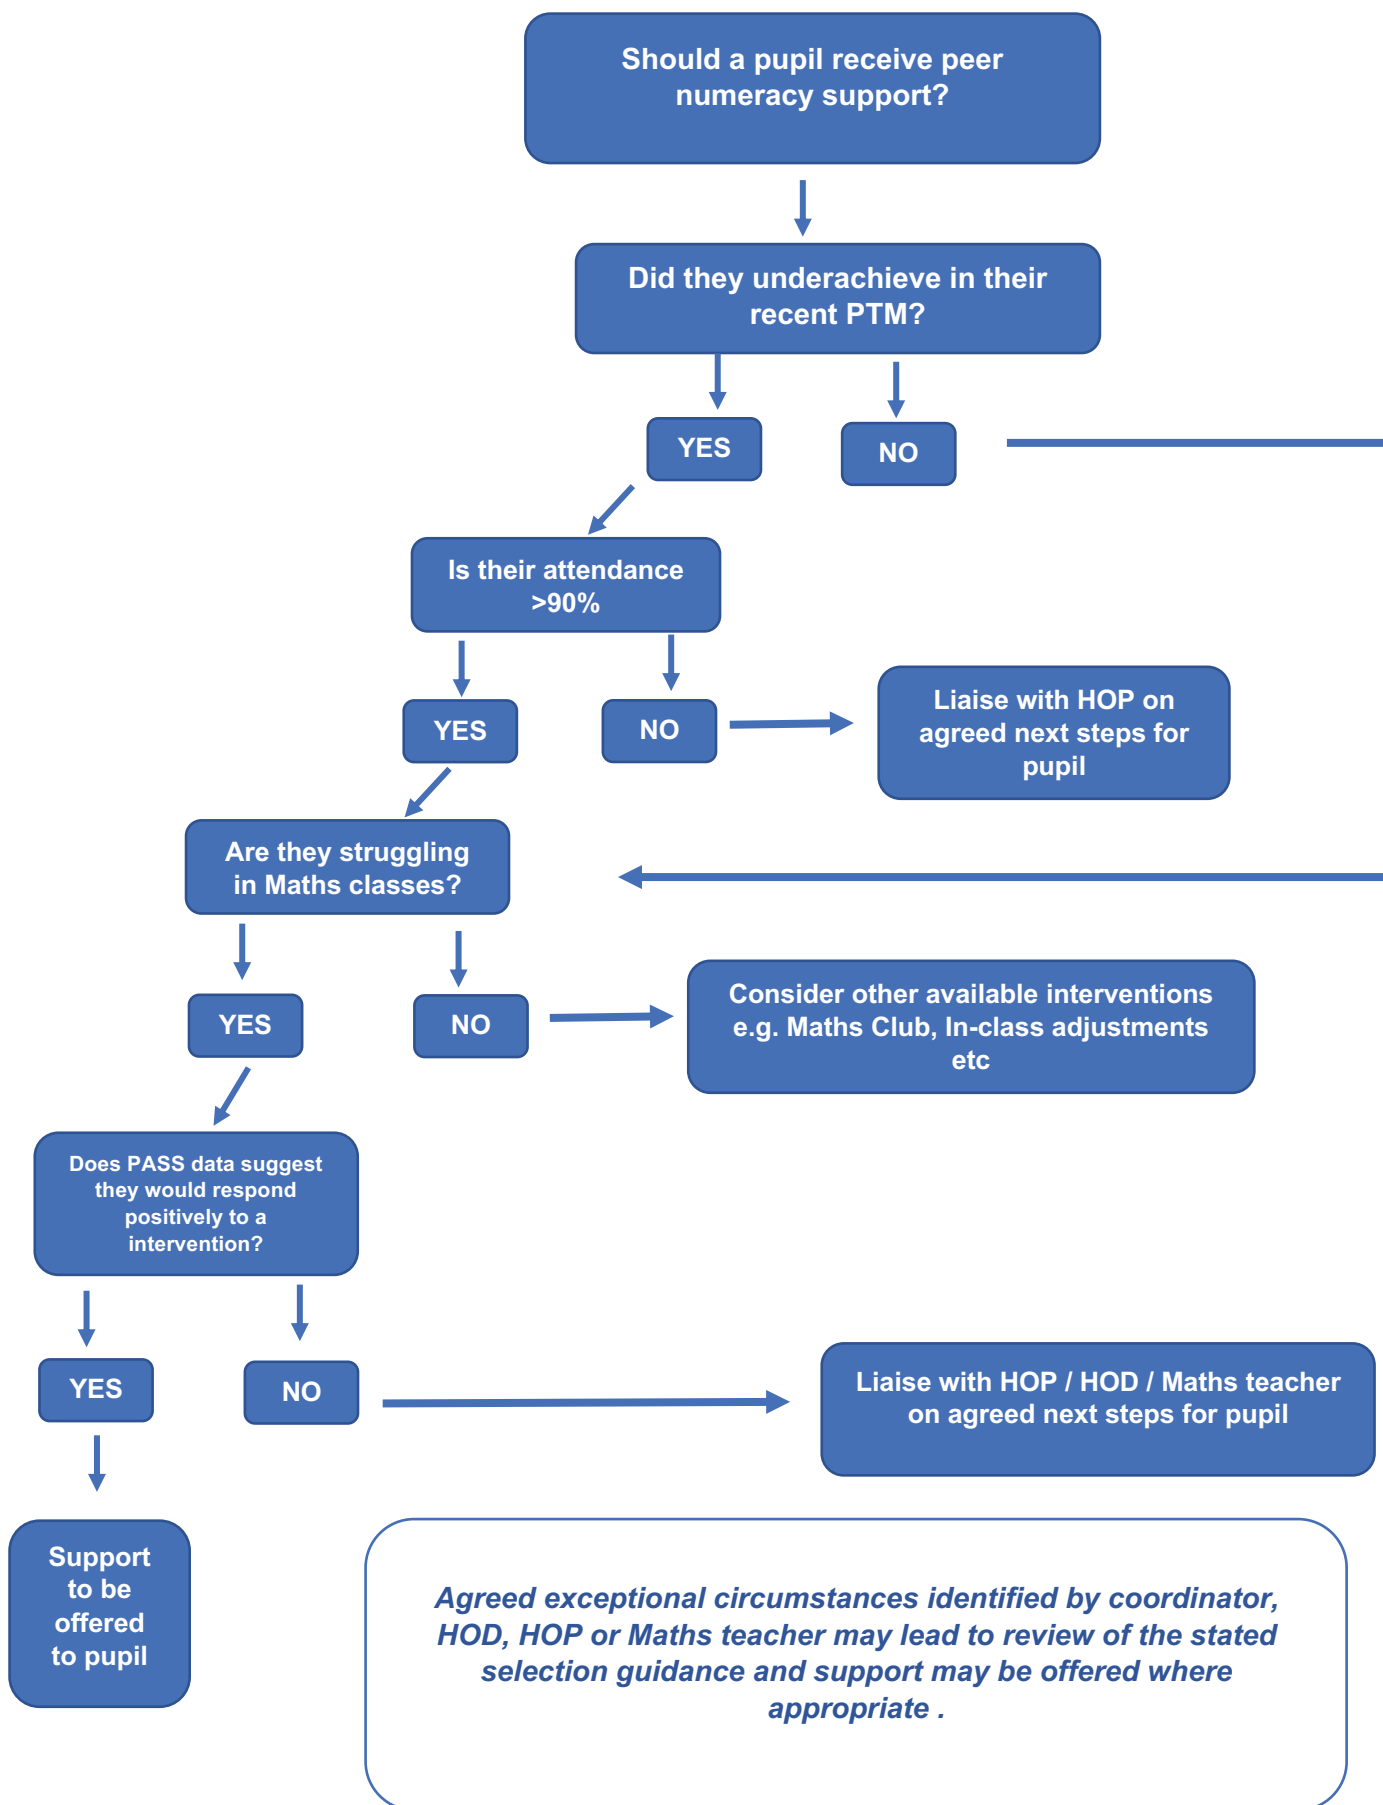 Should a pupil receive peer
numeracy support?
Did they underachieve in their
recent PTM?
YES
NO
Is their attendance
>90%
YES
NO
Liaise with HOP on
agreed next steps for
pupil
Are they struggling
in Maths classes?
YES
NO
Consider other available interventions
e.g. Maths Club, In-class adjustments
etc
Does PASS data suggest
they would respond
positively to a
intervention?
YES
NO
Liaise with HOP / HOD / Maths teacher
on agreed next steps for pupil
Support
to be
offered
to pupil
Agreed exceptional circumstances identified by coordinator,
HOD, HOP or Maths teacher may lead to review of the stated
selection guidance and support may be offered where
appropriate .